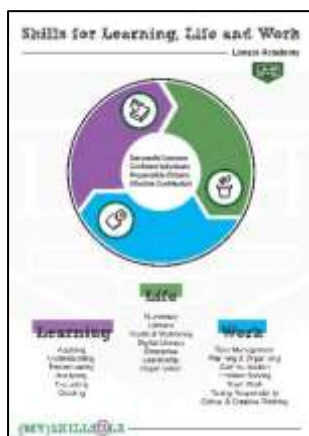 Skills for Learning, Life and Work
Academy
Successful Learners
Confident Individuals
Responsible Citizens
Effective Contributors
Life
Numeracy
Literacy
Health & Wellbeing
Digital Literacy
Enterprise
Leadership
Learning
Applying
Understanding
Remembering
Analysing
Evaluating
Creating
Work
Time Management
Planning & Organising
Communication
Problem Solving
Team Work
Taking Responsibility
Critical & Creative Thinking